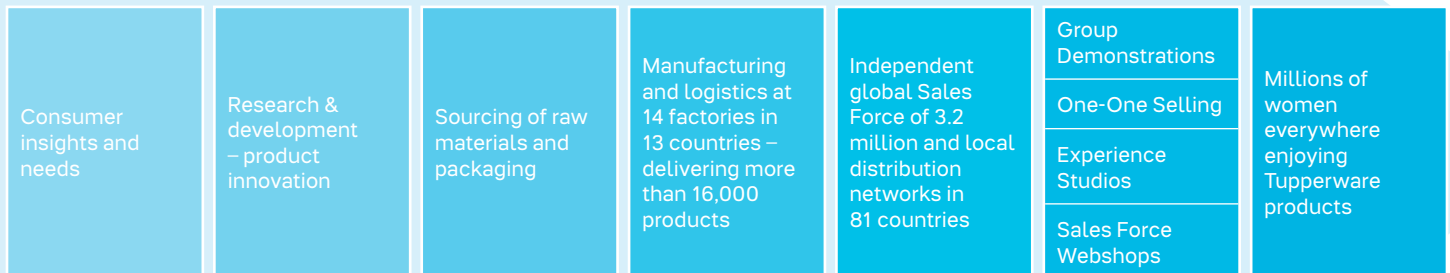 Consumer
insights and
needs
Research &
development
– product
innovation
Sourcing of raw
materials and
packaging
Manufacturing
and logistics at
14 factories in
13 countries –
delivering more
than 16,000
products
Independent
global Sales
Force of 3.2
million and local
distribution
networks in
81 countries
Group
Demonstrations
One-One Selling
Experience
Studios
Sales Force
Webshops
Millions of
women
everywhere
enjoying
Tupperware
products